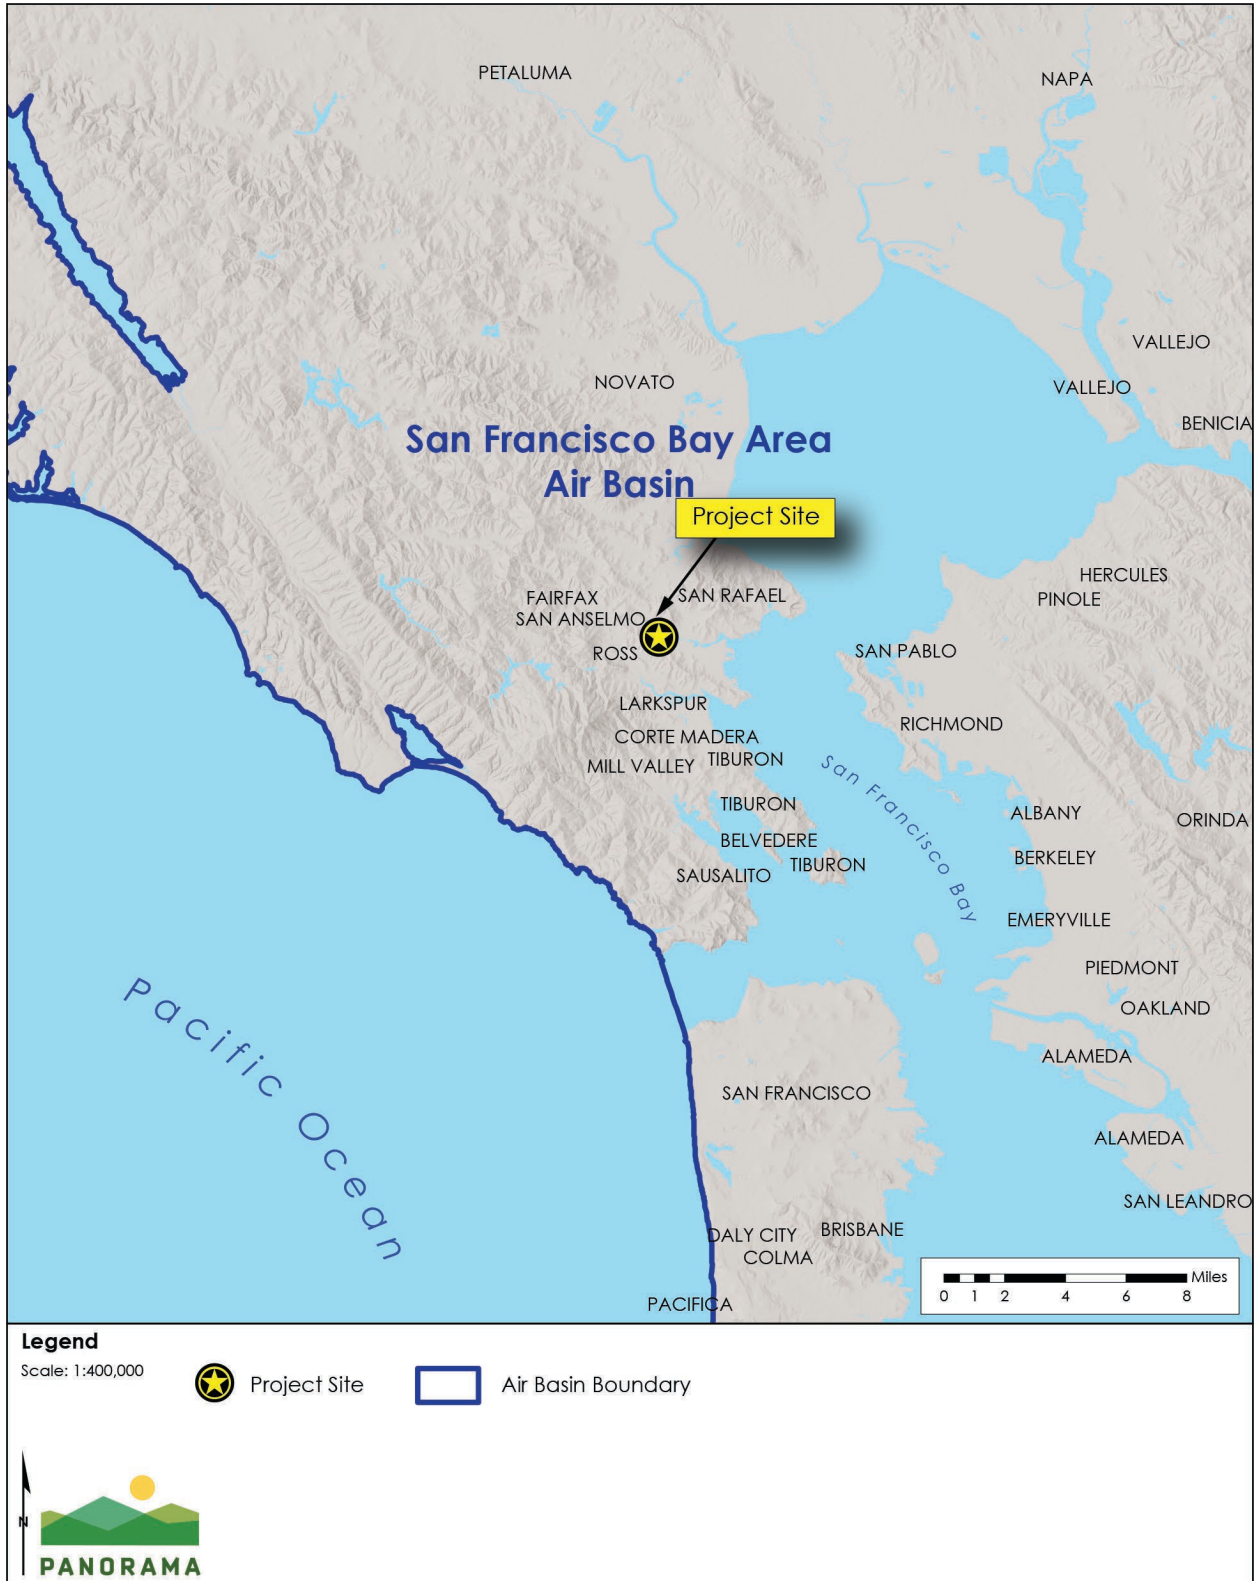 PETALUMA
NAPA
VALLEJO
NOVATO
VALLEJO
BENICIA
San Francisco Bay Area
Air Basin
Project Site
HERCULES
FAIRFAX
SAN RAFAEL
PINOLE
SAN ANSELMO
ROSS
SAN PABLO
LARKSPUR
RICHMOND
CORTE MADERA
TIBURON
MILL VALLEY
San Francisco Bay
TIBURON
ALBANY
ORINDA
BELVEDERE
BERKELEY
TIBURON
SAUSALITO
EMERYVILLE
PIEDMONT
OAKLAND
Pacific Ocean
ALAMEDA
SAN FRANCISCO
ALAMEDA
SAN LEANDRO
DALY CITY
BRISBANE
COLMA
PACIFICA
Miles
0 1 2 4 6 8
Legend
Scale: 1:400,000
Project Site
Air Basin Boundary
N
PANORAMA